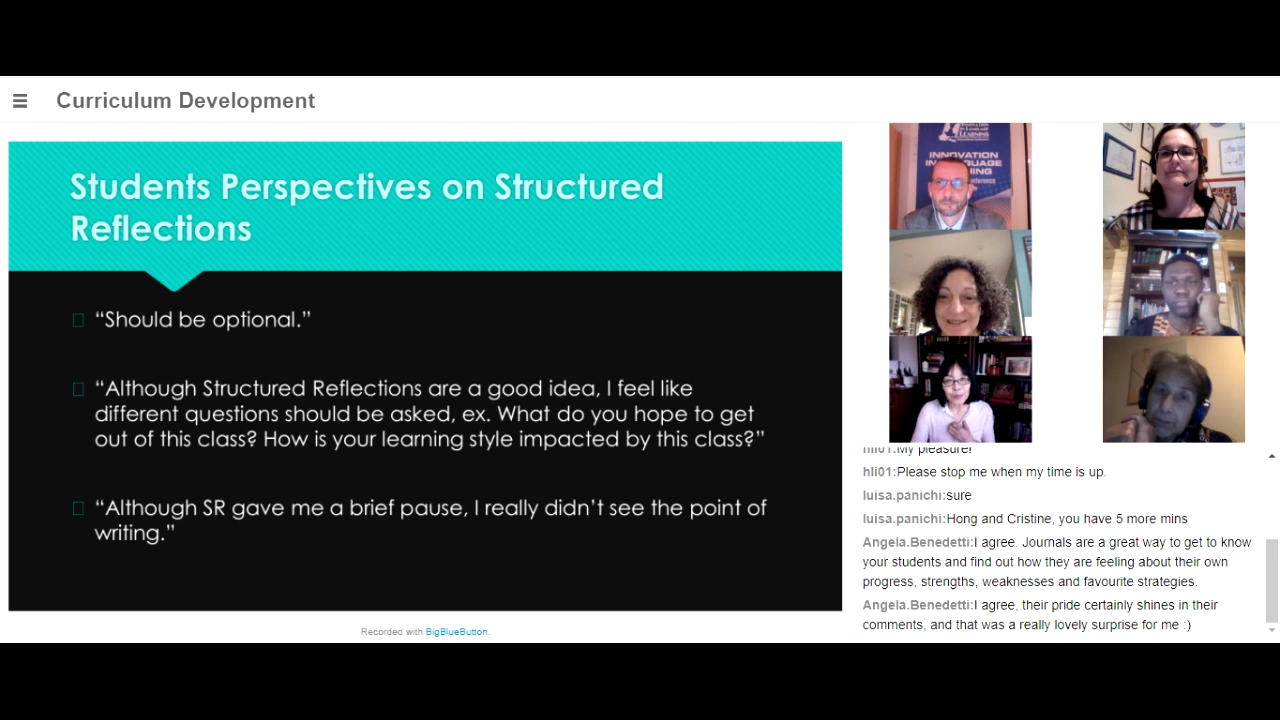 Curriculum Development
Students Perspectives on Structured
Reflections
“Should be optional.”
“Although Structured Reflections are a good idea, I feel like
different questions should be asked, ex. What do you hope to get
out of this class? How is your learning style impacted by this class?”
“Although SR gave me a brief pause, I really didn’t see the point of
writing.”
Recorded with BigBlueButton.
LEARNING
INNOVATION
hli01:My pleasure!
hli01:Please stop me when my time is up.
luisa.panichi:sure
luisa.panichi:Hong and Cristine, you have 5 more mins
Angela.Benedetti:I agree. Journals are a great way to get to know
your students and find out how they are feeling about their own
progress, strengths, weaknesses and favourite strategies.
Angela.Benedetti:I agree, their pride certainly shines in their
comments, and that was a really lovely surprise for me :)